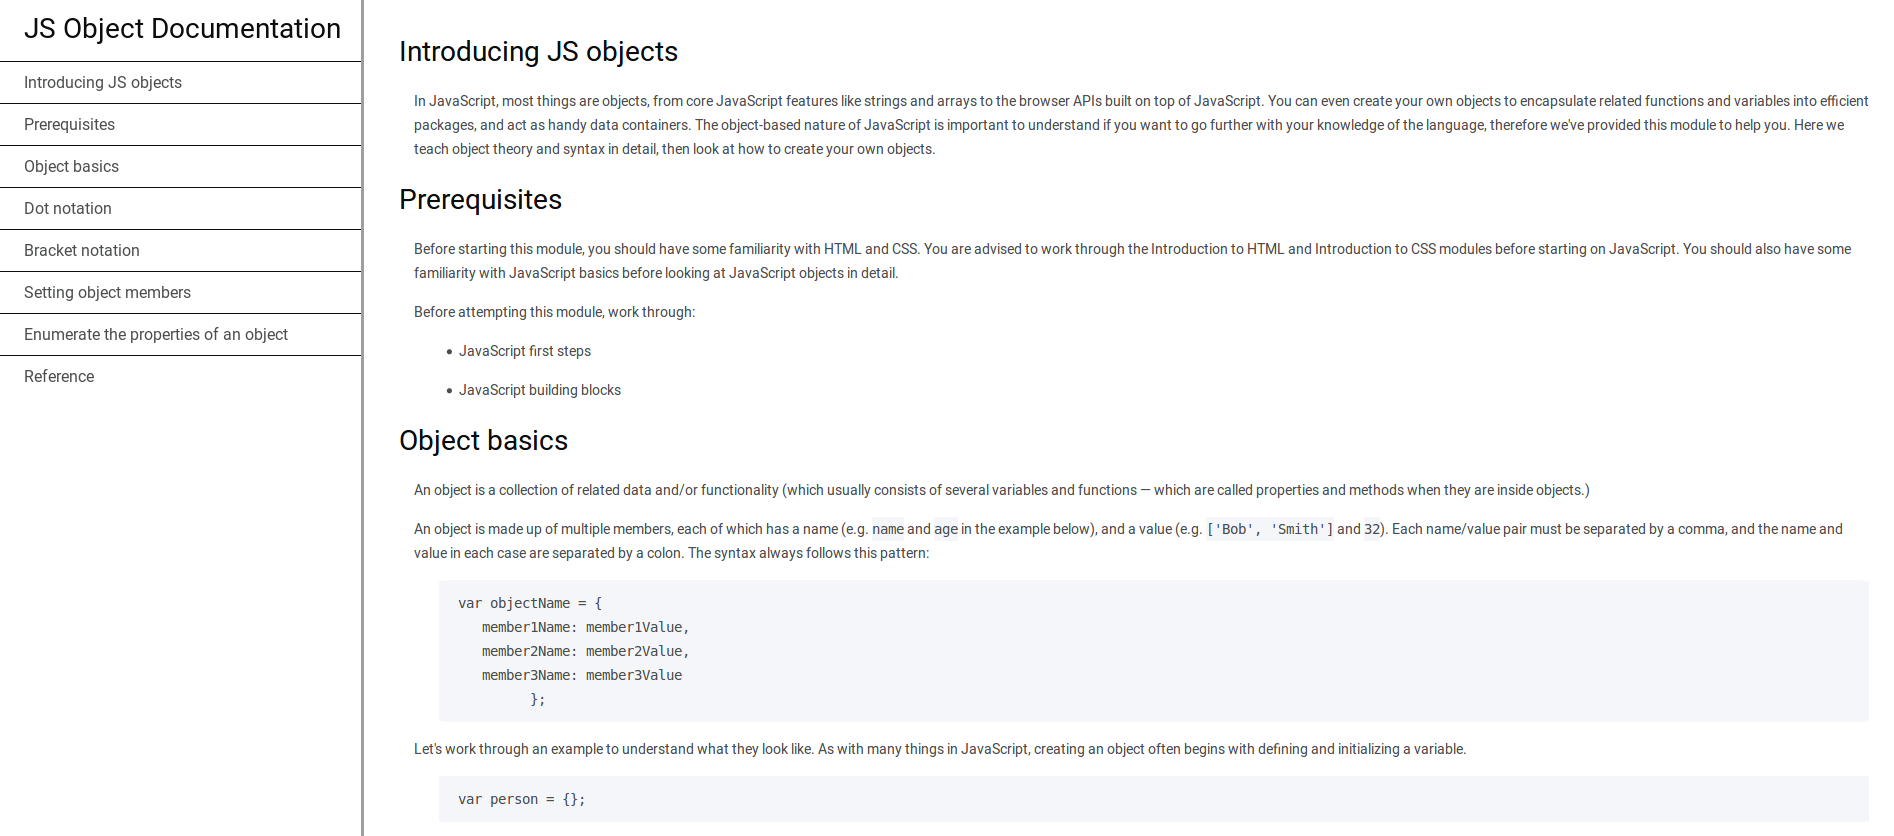 JS Object Documentation
Introducing JS objects
Prerequisites
Object basics
Dot notation
Bracket notation
Setting object members
Enumerate the properties of an object
Reference
Introducing JS objects
In JavaScript, most things are objects, from core JavaScript features like strings and arrays to the browser APIs built on top of JavaScript. You can even create your own objects to encapsulate related functions and variables into efficient
packages, and act as handy data containers. The object-based nature of JavaScript is important to understand if you want to go further with your knowledge of the language, therefore we've provided this module to help you. Here we
teach object theory and syntax in detail, then look at how to create your own objects.
Prerequisites
Before starting this module, you should have some familiarity with HTML and CSS. You are advised to work through the Introduction to HTML and Introduction to CSS modules before starting on JavaScript. You should also have some
familiarity with JavaScript basics before looking at JavaScript objects in detail.
Before attempting this module, work through:
• JavaScript first steps
• JavaScript building blocks
Object basics
An object is a collection of related data and/or functionality (which usually consists of several variables and functions — which are called properties and methods when they are inside objects.)
An object is made up of multiple members, each of which has a name (e.g. name and age in the example below), and a value (e.g. ['Bob', 'Smith'] and 32). Each name/value pair must be separated by a comma, and the name and
value in each case are separated by a colon. The syntax always follows this pattern:
var objectName = {
   member1Name: member1Value,
   member2Name: member2Value,
   member3Name: member3Value
         };
Let's work through an example to understand what they look like. As with many things in JavaScript, creating an object often begins with defining and initializing a variable.
var person = {};